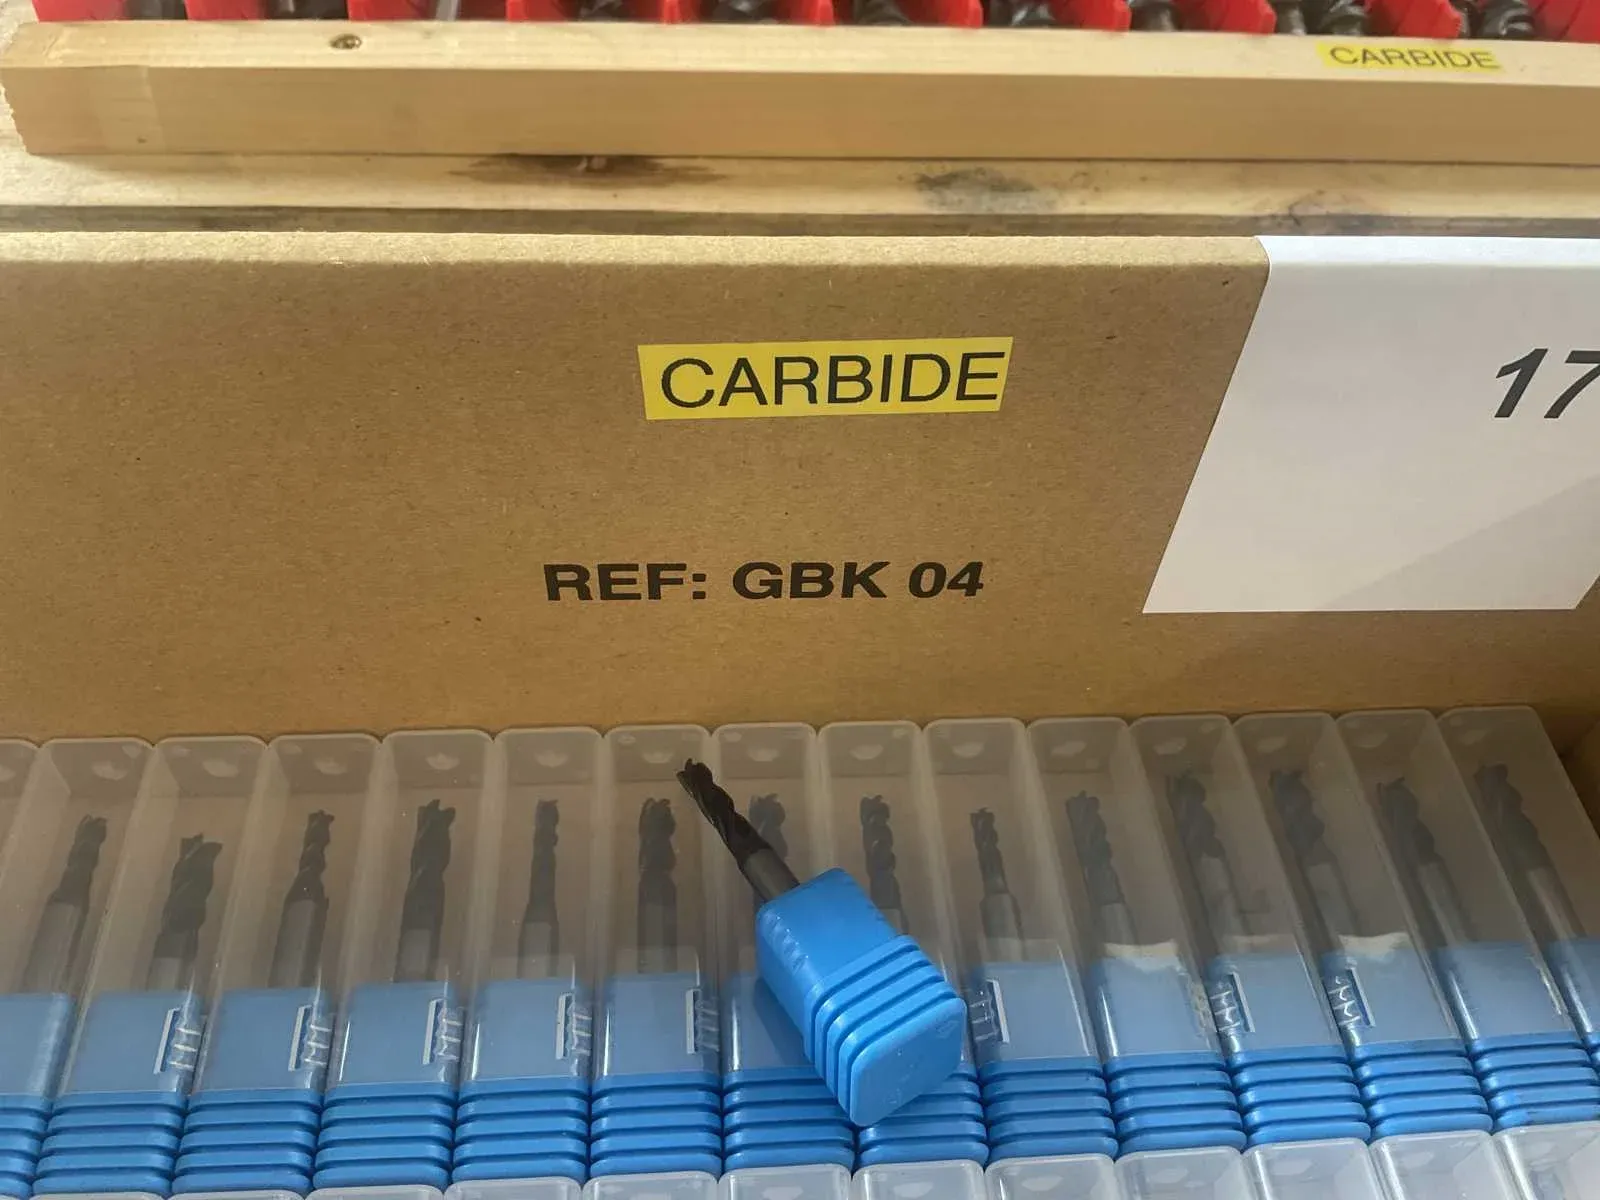 CARBIDE
CARBIDE
17
REF: GBK 04